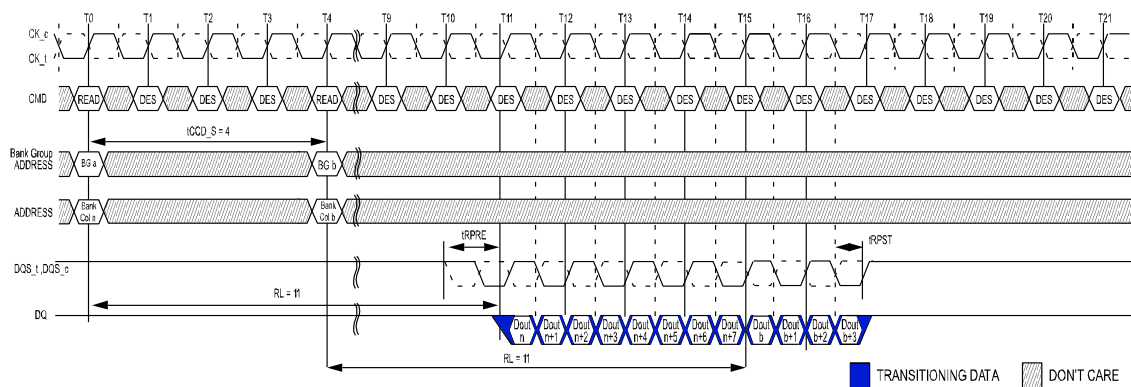 T0 T1 T2 T3 T4 T9 T10 T11 T12 T13 T14 T15 T16 T17 T18 T19 T20 T21
CK_c
CK_t
CMD READ DES DES DES READ DES DES DES DES DES DES DES DES DES DES DES DES DES
tCCD_S = 4
Bank Group
ADDRESS BG a BG b
ADDRESS Bank Col n Bank Col b
tRPRE tRPST
DQS_t ,DQS_c
RL = 11
DQ Dout n Dout n+1 Dout n+2 Dout n+3 Dout n+4 Dout n+5 Dout n+6 Dout n+7 Dout b Dout b+1 Dout b+2 Dout b+3
RL = 11
TRANSITIONING DATA DON'T CARE